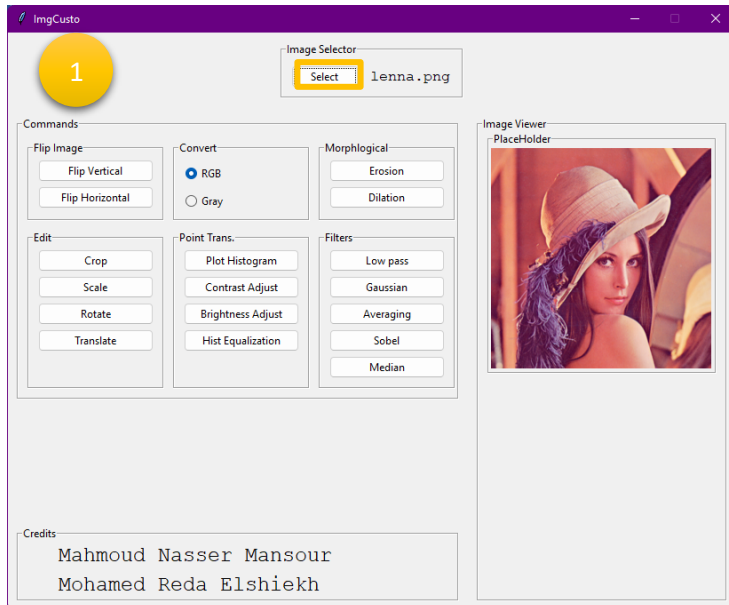 ImgCusto
1
Image Selector
Select lenna.png
Commands
Flip Image
Flip Vertical
Flip Horizontal
Convert
RGB
Gray
Morphlogical
Erosion
Dilation
Edit
Crop
Scale
Rotate
Translate
Point Trans.
Plot Histogram
Contrast Adjust
Brightness Adjust
Hist Equalization
Filters
Low pass
Gaussian
Averaging
Sobel
Median
Image Viewer
PlaceHolder
Credits
Mahmoud Nasser Mansour
Mohamed Reda Elshiekh